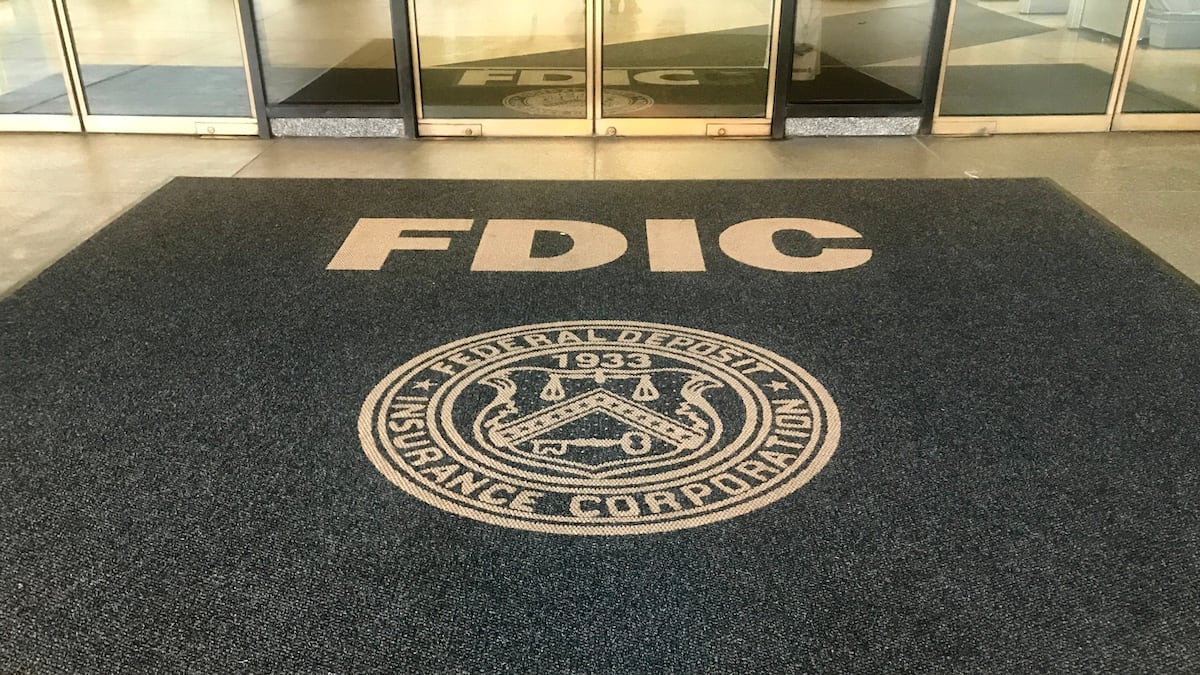 FDIC
FDIC
FEDERAL DEPOSIT
INSURANCE CORPORATION
1933